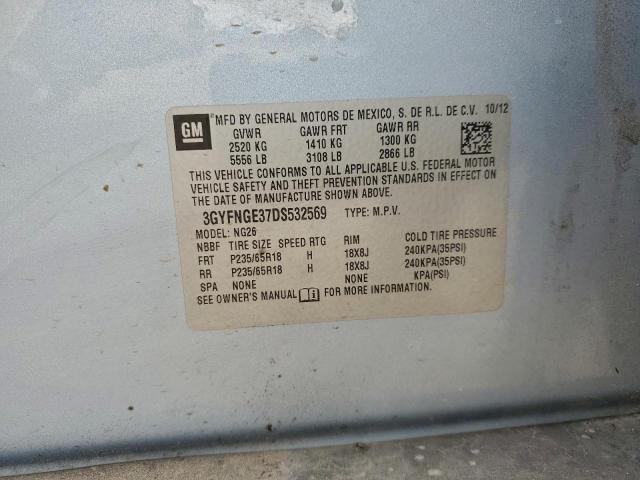 GM MFD BY GENERAL MOTORS DE MEXICO, S. DE R.L. DE C.V. 10/12
GVWR GAWR FRT GAWR RR
2520 KG 1410 KG 1300 KG
5556 LB 3108 LB 2866 LB
THIS VEHICLE CONFORMS TO ALL APPLICABLE U.S. FEDERAL MOTOR
VEHICLE SAFETY AND THEFT PREVENTION STANDARDS IN EFFECT ON
THE DATE OF MANUFACTURE SHOWN ABOVE.
3GYFNGE37DS532569 TYPE: M.P.V.
MODEL: NG26
NBBF TIRE SIZE SPEED RTG RIM COLD TIRE PRESSURE
FRT P235/65R18 H 18X8J 240KPA(35PSI)
RR P235/65R18 H 18X8J 240KPA(35PSI)
SPA NONE NONE KPA(PSI)
SEE OWNER'S MANUAL FOR MORE INFORMATION.